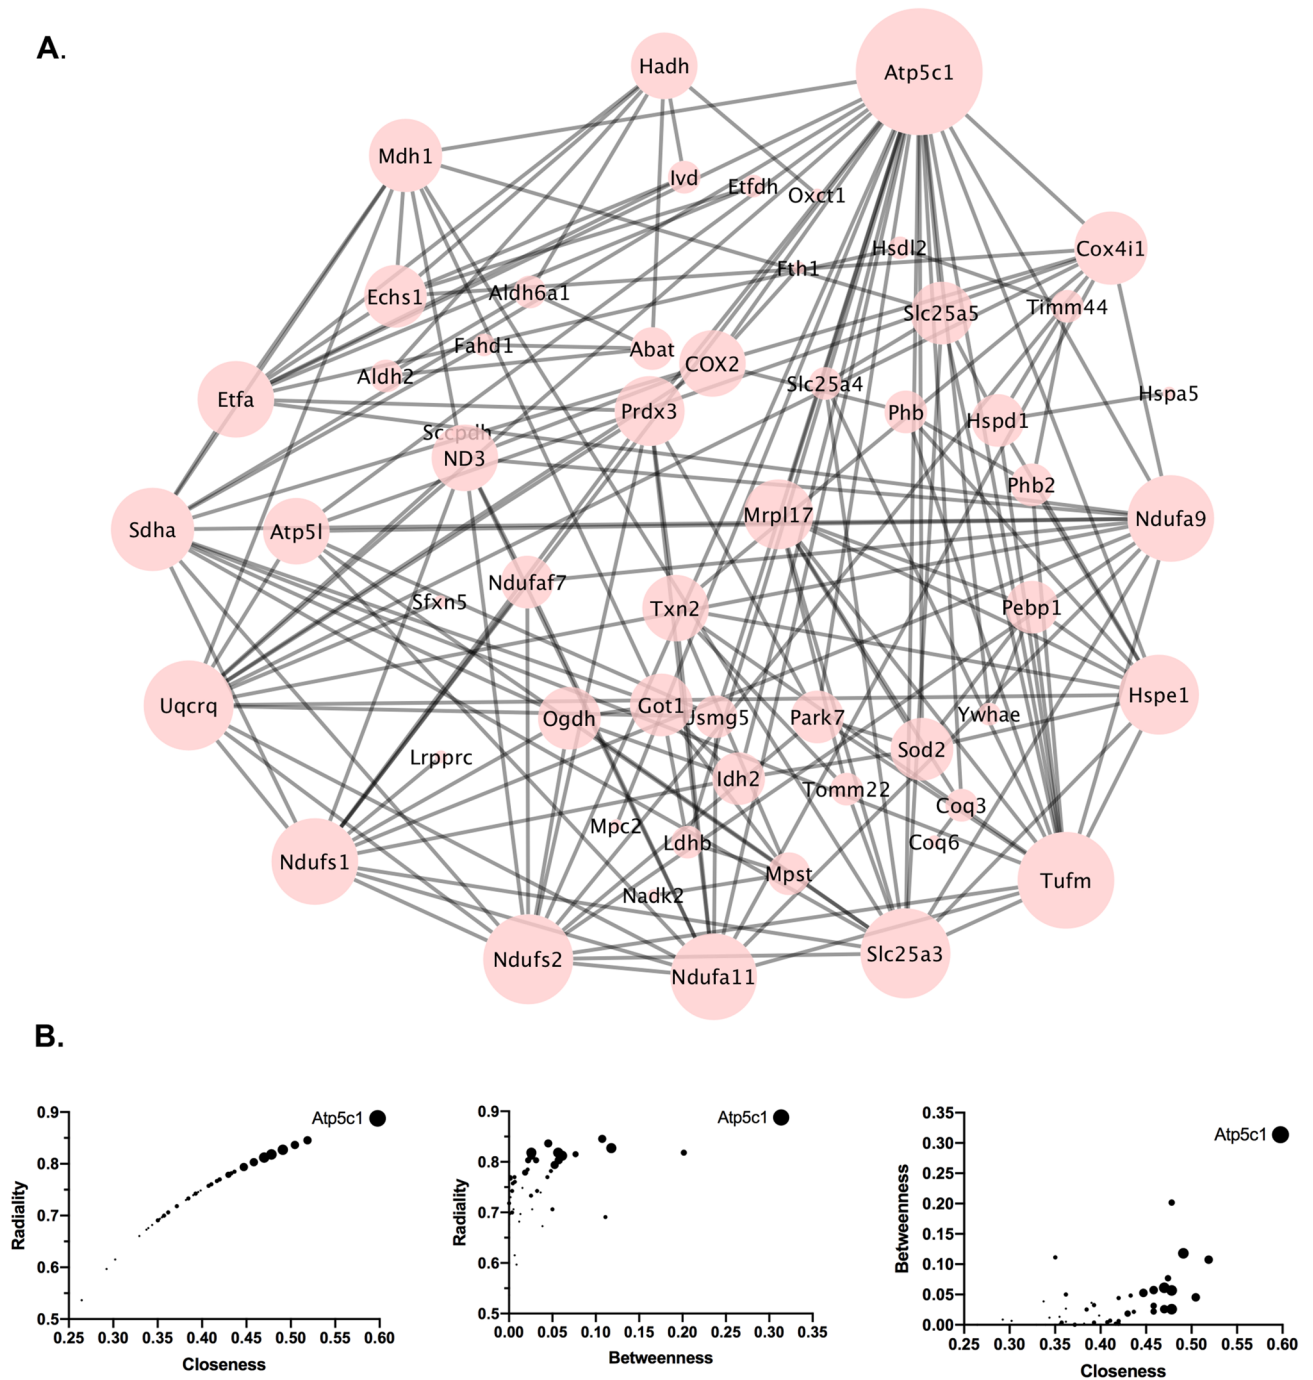 A.
Hadh
Atp5c1
Mdh1
Ivd
Etfdh
Oxct1
Hsdl2
Cox4i1
Fth1
Echs1
Aldh6a1
Slc25a5
Timm44
Fahd1
Abat
COX2
Aldh2
Slc25a4
Hspa5
Etfa
Prdx3
Phb
Hspd1
Sccpdh
ND3
Phb2
Sdha
Atp5l
Mrpl17
Ndufa9
Ndufaf7
Sfxn5
Txn2
Pebp1
Uqcrq
Ogdh
Got1
Usmg5
Park7
Ywhae
Hspe1
Lrpprc
Sod2
Idh2
Tomm22
Coq3
Mpc2
Ldhb
Coq6
Ndufs1
Mpst
Tufm
Nadk2
Ndufs2
Ndufa11
Slc25a3
B.
Radiality
0.9
0.8
0.7
0.6
0.5
Atp5c1
0.25 0.30 0.35 0.40 0.45 0.50 0.55 0.60
Closeness
Radiality
0.9
0.8
0.7
0.6
0.5
Atp5c1
0.00 0.05 0.10 0.15 0.20 0.25 0.30 0.35
Betweenness
Betweenness
0.35
0.30
0.25
0.20
0.15
0.10
0.05
0.00
Atp5c1
0.25 0.30 0.35 0.40 0.45 0.50 0.55 0.60
Closeness